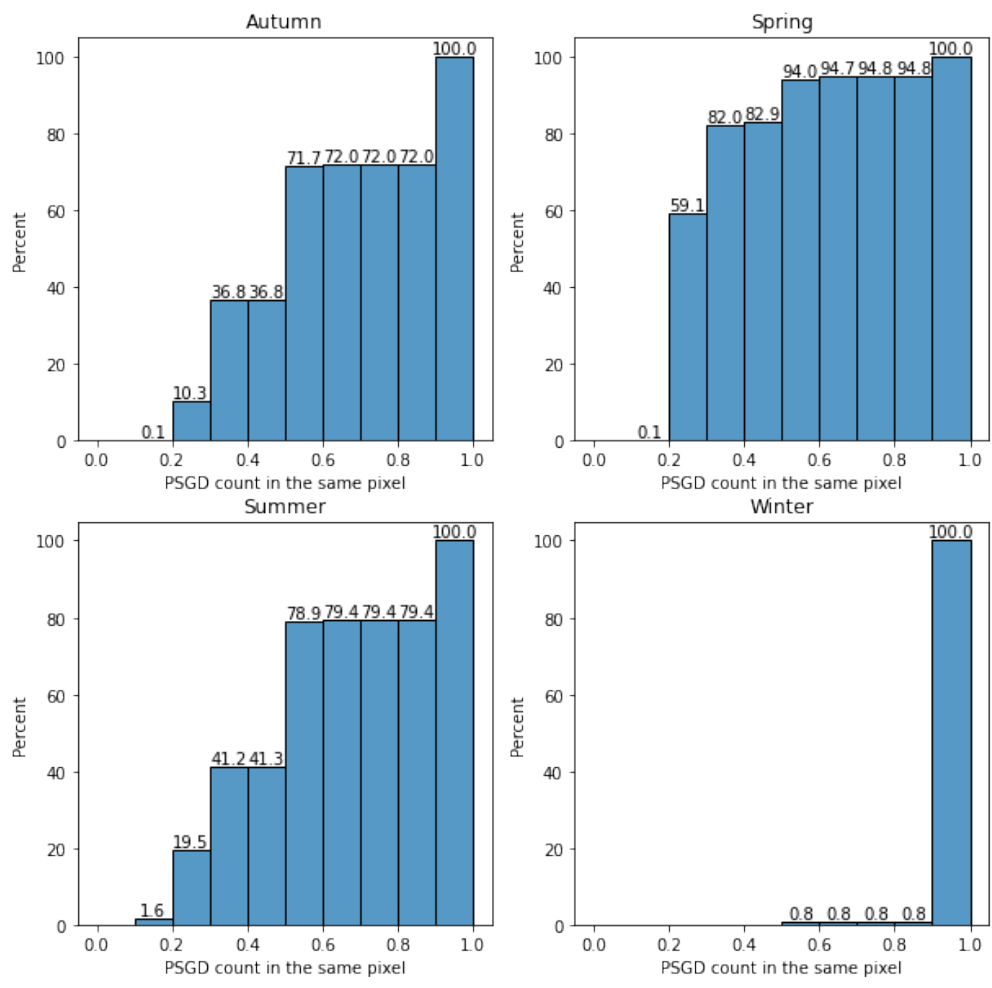 Autumn
100.0
71.7 72.0 72.0 72.0
36.8 36.8
10.3
0.1
100
80
60
40
20
0
Percent
0.0 0.2 0.4 0.6 0.8 1.0
PSGD count in the same pixel
Spring
100.0
94.0 94.7 94.8 94.8
82.0 82.9
59.1
0.1
100
80
60
40
20
0
Percent
0.0 0.2 0.4 0.6 0.8 1.0
PSGD count in the same pixel
Summer
100.0
78.9 79.4 79.4 79.4
41.2 41.3
19.5
1.6
100
80
60
40
20
0
Percent
0.0 0.2 0.4 0.6 0.8 1.0
PSGD count in the same pixel
Winter
100.0
0.8 0.8 0.8 0.8
100
80
60
40
20
0
Percent
0.0 0.2 0.4 0.6 0.8 1.0
PSGD count in the same pixel